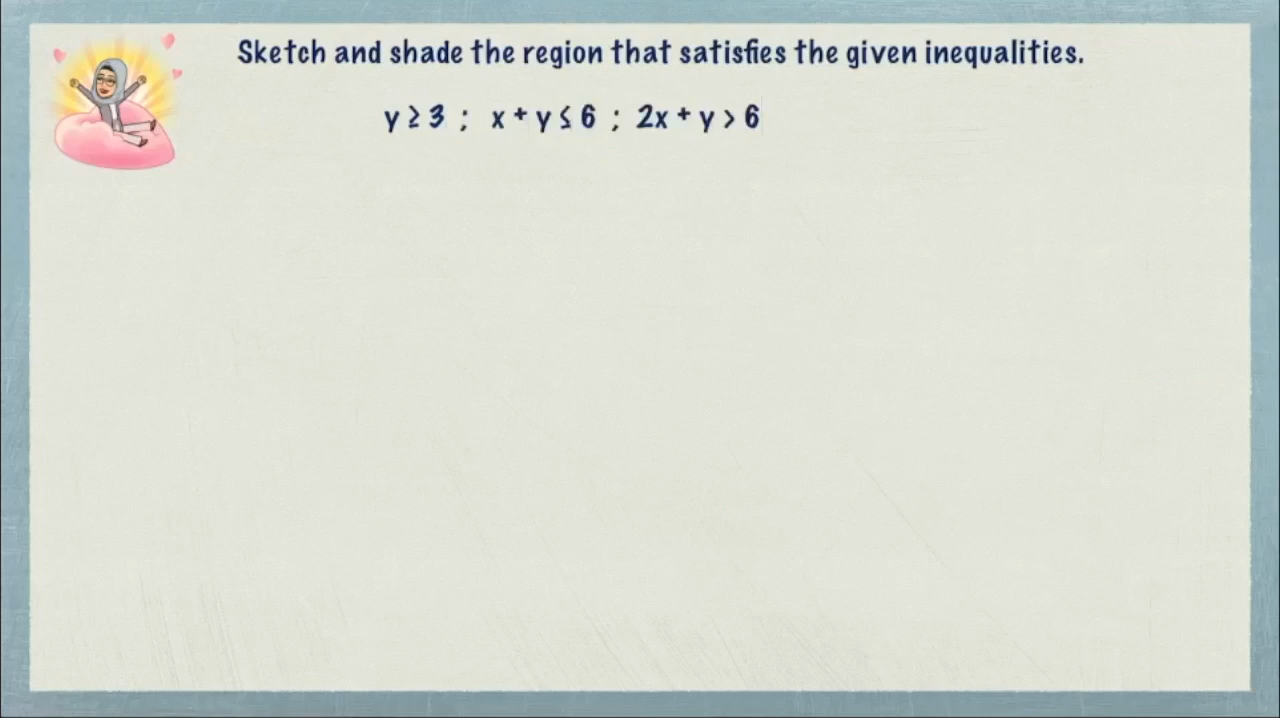 Sketch and shade the region that satisfies the given inequalities.
y ≥ 3 ; x + y ≤ 6 ; 2x + y > 6